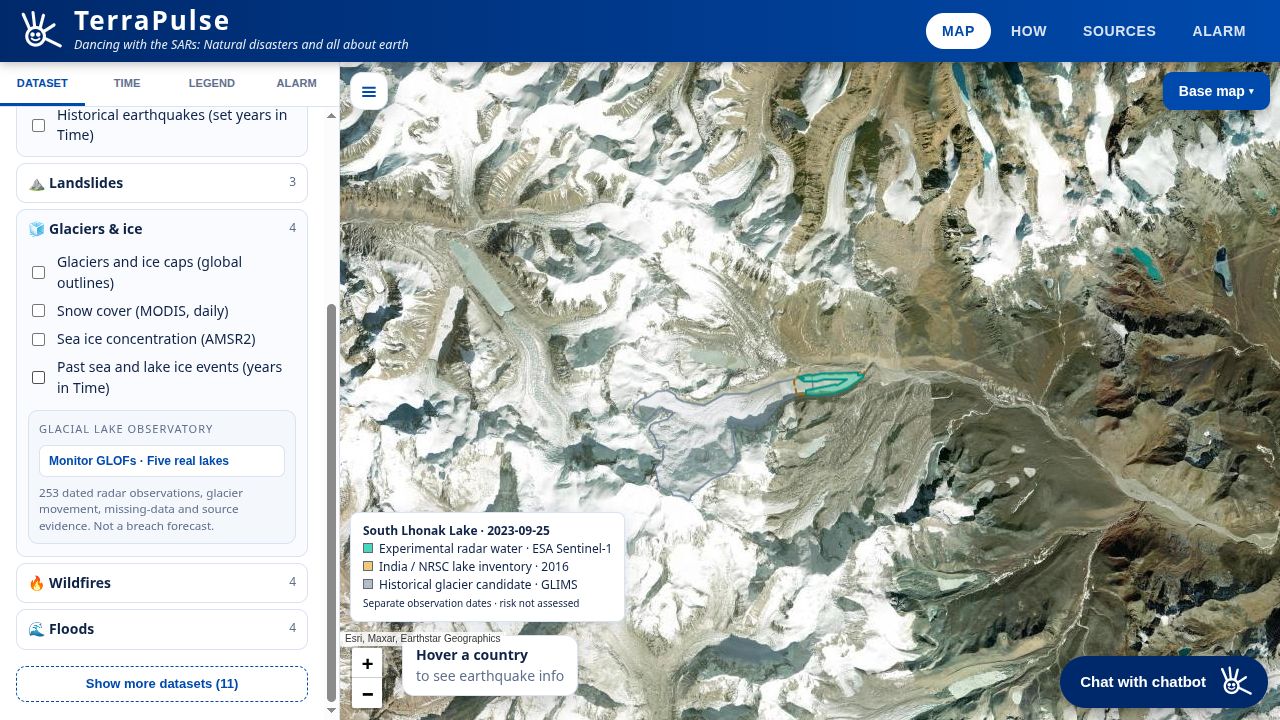 TerraPulse
Dancing with the SARs: Natural disasters and all about earth
MAP
HOW
SOURCES
ALARM
DATASET
TIME
LEGEND
ALARM
Historical earthquakes (set years in
Time)
Landslides
3
Glaciers & ice
4
Glaciers and ice caps (global
outlines)
Snow cover (MODIS, daily)
Sea ice concentration (AMSR2)
Past sea and lake ice events (years
in Time)
GLACIAL LAKE OBSERVATORY
Monitor GLOFs · Five real lakes
253 dated radar observations, glacier
movement, missing-data and source
evidence. Not a breach forecast.
Wildfires
4
Floods
4
Show more datasets (11)
Base map ▾
South Lhonak Lake · 2023-09-25
Experimental radar water · ESA Sentinel-1
India / NRSC lake inventory · 2016
Historical glacier candidate · GLIMS
Separate observation dates · risk not assessed
Esri, Maxar, Earthstar Geographics
+
−
Hover a country
to see earthquake info
Chat with chatbot